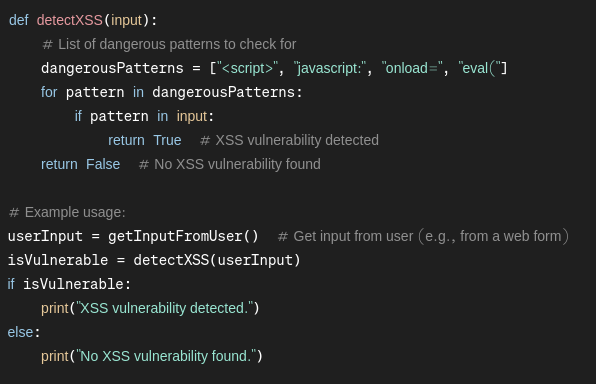 def detectXSS(input):
    # List of dangerous patterns to check for
    dangerousPatterns = ["<script>", "javascript:", "onload=", "eval("]
    for pattern in dangerousPatterns:
        if pattern in input:
            return True  # XSS vulnerability detected
    return False  # No XSS vulnerability found

# Example usage:
userInput = getInputFromUser()  # Get input from user (e.g., from a web form)
isVulnerable = detectXSS(userInput)
if isVulnerable:
    print("XSS vulnerability detected.")
else:
    print("No XSS vulnerability found.")